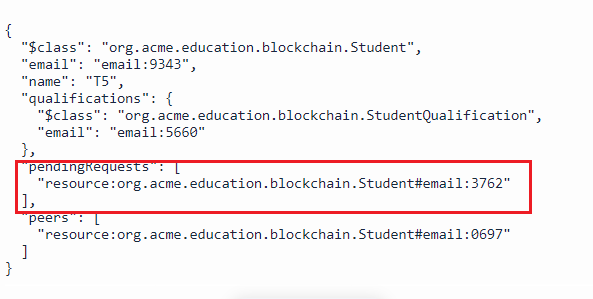 {
"$class": "org.acme.education.blockchain.Student",
"email": "email:9343",
"name": "T5",
"qualifications": {
"$class": "org.acme.education.blockchain.StudentQualification",
"email": "email:5660"
},
"pendingRequests": [
"resource:org.acme.education.blockchain.Student#email:3762"
],
"peers": [
"resource:org.acme.education.blockchain.Student#email:0697"
]
}